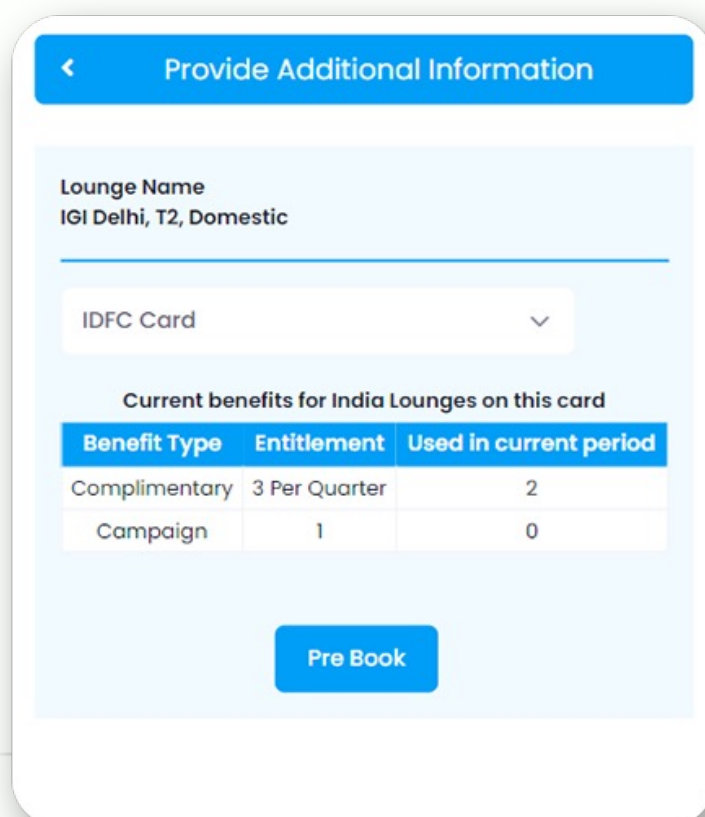 Provide Additional Information
Lounge Name
IGI Delhi, T2, Domestic
IDFC Card
Current benefits for India Lounges on this card
Benefit Type Entitlement Used in current period
Complimentary 3 Per Quarter 2
Campaign 1 0
Pre Book